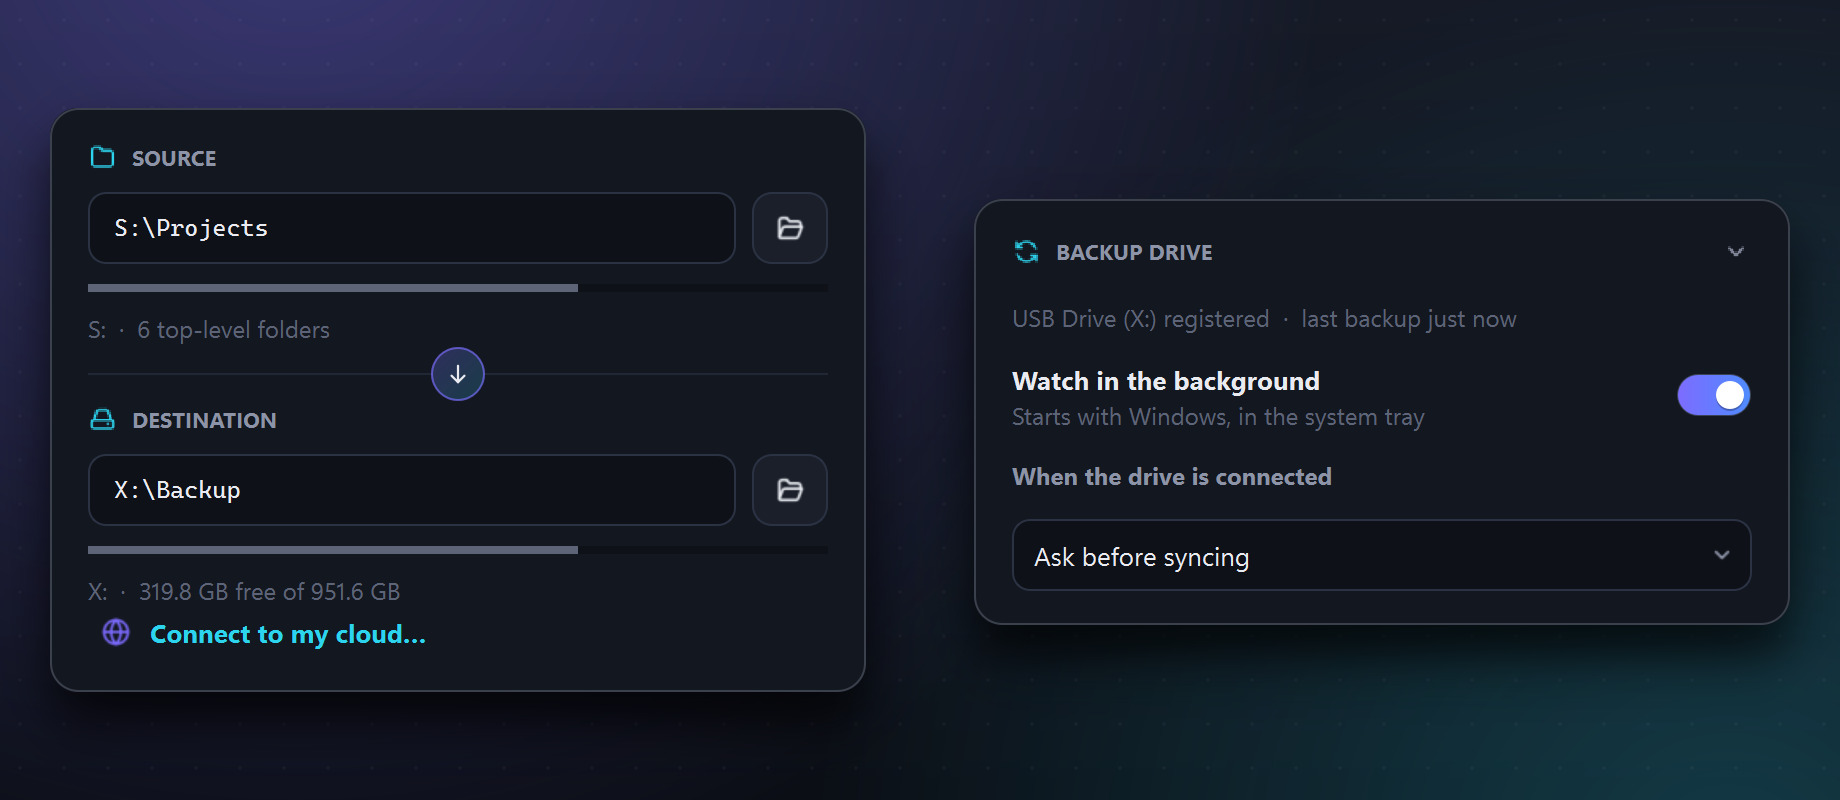 SOURCE
S:\Projects
S: · 6 top-level folders
DESTINATION
X:\Backup
X: · 319.8 GB free of 951.6 GB
Connect to my cloud...
BACKUP DRIVE
USB Drive (X:) registered · last backup just now
Watch in the background
Starts with Windows, in the system tray
When the drive is connected
Ask before syncing